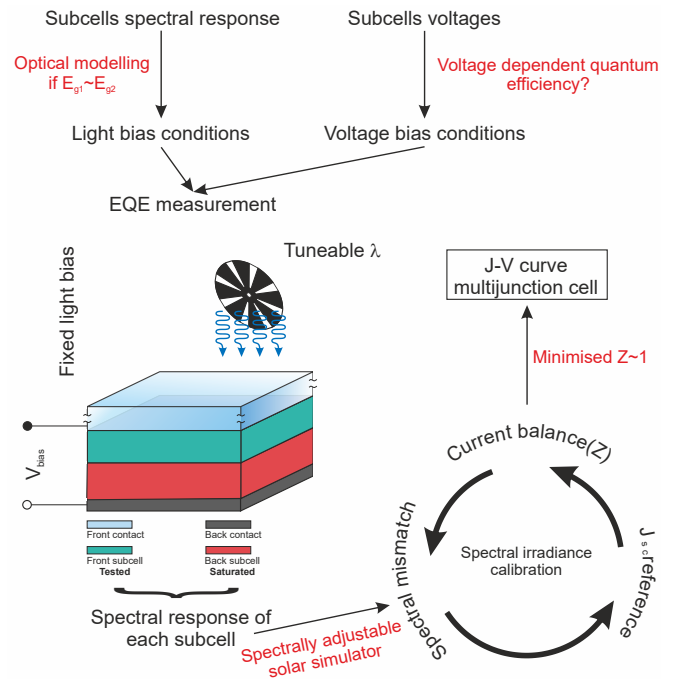 Subcells spectral response
Subcells voltages
Optical modelling
if Eg1~Eg2
Voltage dependent quantum
efficiency?
Light bias conditions
Voltage bias conditions
EQE measurement
Fixed light bias
Tuneable λ
J-V curve
multijunction cell
Minimised Z~1
Vbias
Current balance(Z)
Spectral mismatch
Jsc reference
Spectral irradiance
calibration
Front contact
Back contact
Front subcell
Tested
Back subcell
Saturated
Spectral response of
each subcell
Spectrally adjustable
solar simulator